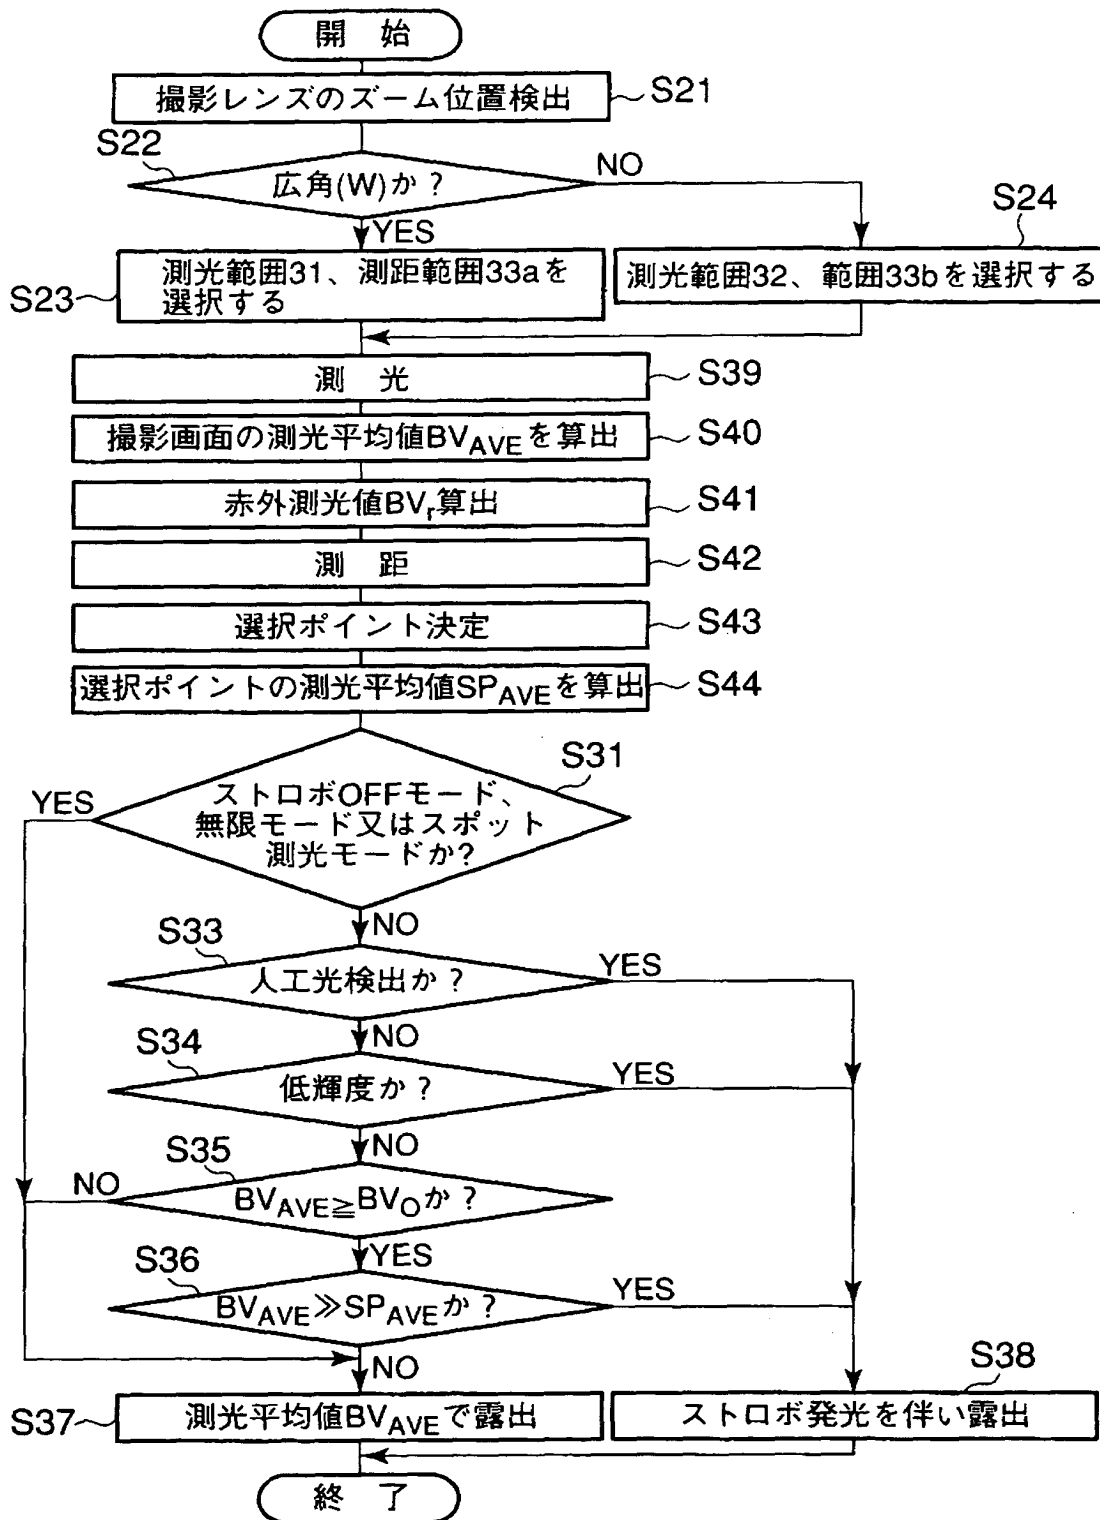 開 始
撮影レンズのズーム位置検出
S21
S22
広角(W)か？
NO
YES
S24
S23
測光範囲31、測距範囲33aを
選択する
測光範囲32、範囲33bを選択する
測 光
S39
撮影画面の測光平均値BVAVEを算出
S40
赤外測光値BVr算出
S41
測 距
S42
選択ポイント決定
S43
選択ポイントの測光平均値SPAVEを算出
S44
S31
YES
ストロボOFFモード、
無限モード又はスポット
測光モードか?
NO
S33
人工光検出か？
YES
NO
S34
低輝度か？
YES
NO
S35
NO
BVAVE≧BVOか？
YES
S36
BVAVE≫SPAVEか？
YES
NO
S38
S37
測光平均値BVAVEで露出
ストロボ発光を伴い露出
終 了